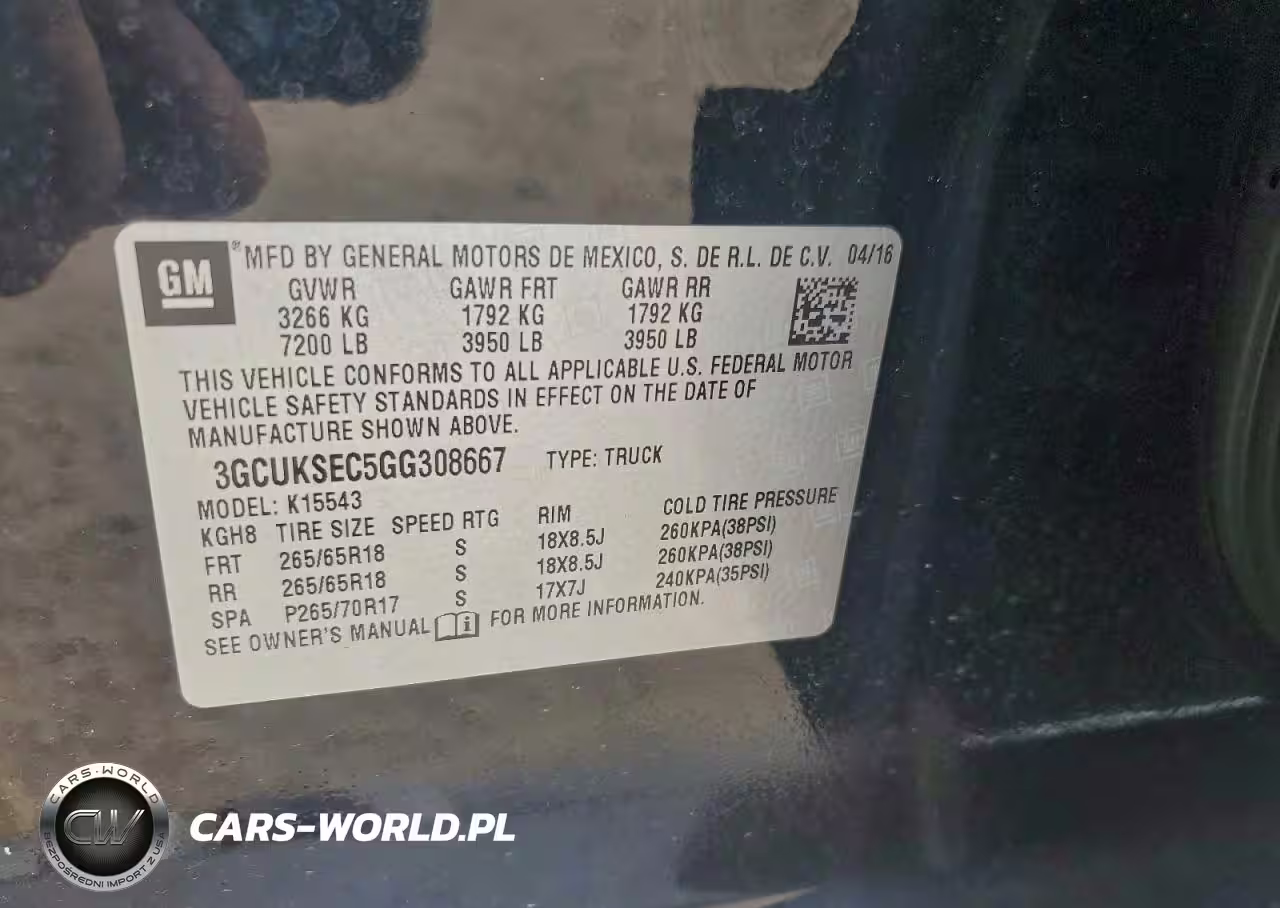 GM ® MFD BY GENERAL MOTORS DE MEXICO, S. DE R.L. DE C.V. 04/16
GVWR GAWR FRT GAWR RR
3266 KG 1792 KG 1792 KG
7200 LB 3950 LB 3950 LB
THIS VEHICLE CONFORMS TO ALL APPLICABLE U.S. FEDERAL MOTOR
VEHICLE SAFETY STANDARDS IN EFFECT ON THE DATE OF
MANUFACTURE SHOWN ABOVE.
3GCUKSEC5GG308667 TYPE: TRUCK
MODEL: K15543
KGH8 TIRE SIZE SPEED RTG RIM COLD TIRE PRESSURE
FRT 265/65R18 S 18X8.5J 260KPA(38PSI)
RR 265/65R18 S 18X8.5J 260KPA(38PSI)
SPA P265/70R17 S 17X7J 240KPA(35PSI)
SEE OWNER'S MANUAL i FOR MORE INFORMATION.
CARS-WORLD
CW
BEZPOŚREDNI IMPORT Z USA
CARS-WORLD.PL